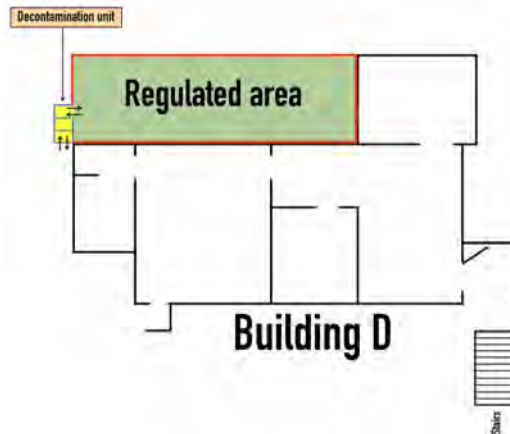 Decontamination unit
Regulated area
Building D
Stairs